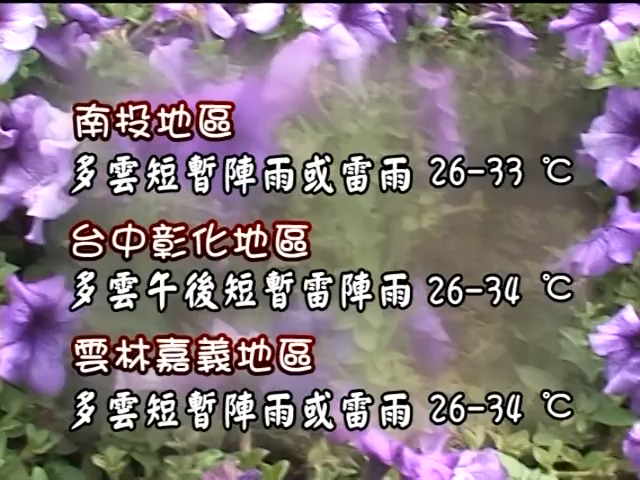 南投地區
多雲短暫陣雨或雷雨 26-33 ℃
台中彰化地區
多雲午後短暫雷陣雨 26-34 ℃
雲林嘉義地區
多雲短暫陣雨或雷雨 26-34 ℃